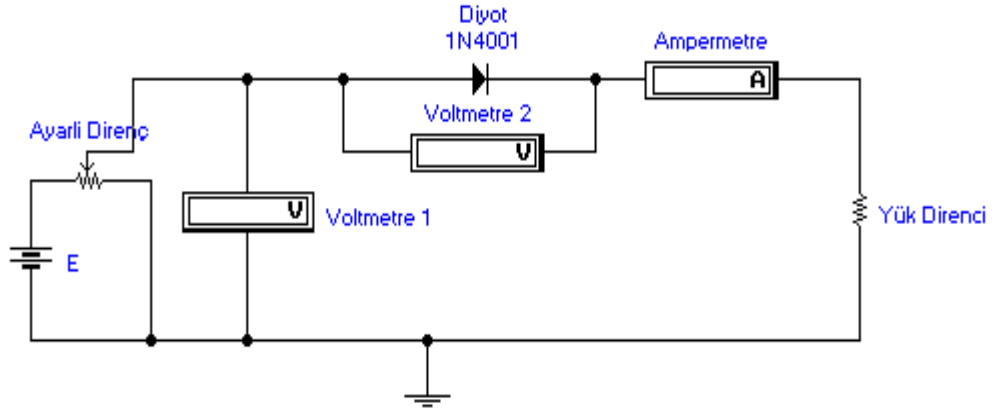 Diyot
1N4001
Ampermetre
A
Voltmetre 2
V
Ayarli Direnç
V
Voltmetre 1
Yük Direnci
E